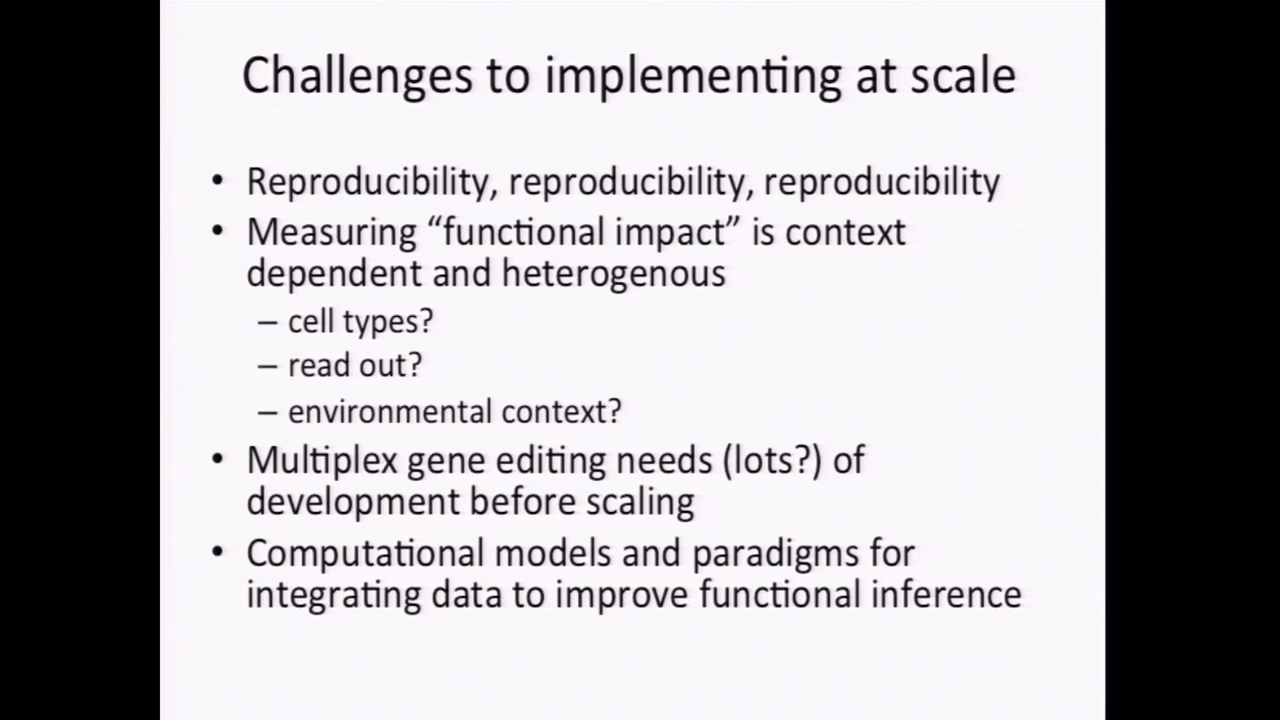 Challenges to implementing at scale
• Reproducibility, reproducibility, reproducibility
• Measuring “functional impact” is context
dependent and heterogenous
– cell types?
– read out?
– environmental context?
• Multiplex gene editing needs (lots?) of
development before scaling
• Computational models and paradigms for
integrating data to improve functional inference